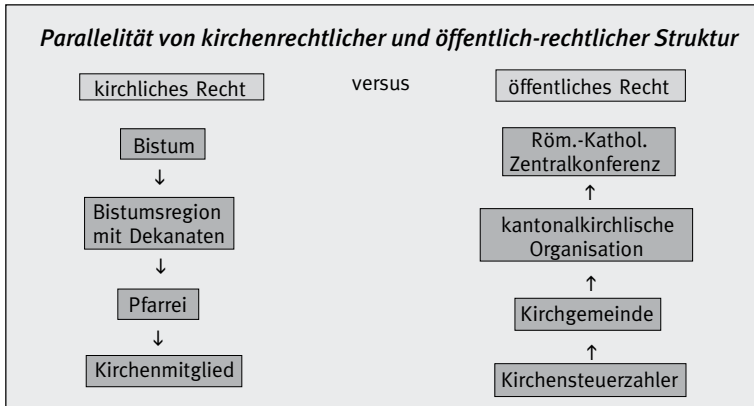 Parallelität von kirchenrechtlicher und öffentlich-rechtlicher Struktur
kirchliches Recht
versus
öffentliches Recht
Bistum
↓
Bistumsregion
mit Dekanaten
↓
Pfarrei
↓
Kirchenmitglied
Röm.-Kathol.
Zentralkonferenz
↑
kantonalkirchlische
Organisation
↑
Kirchgemeinde
↑
Kirchensteuerzahler